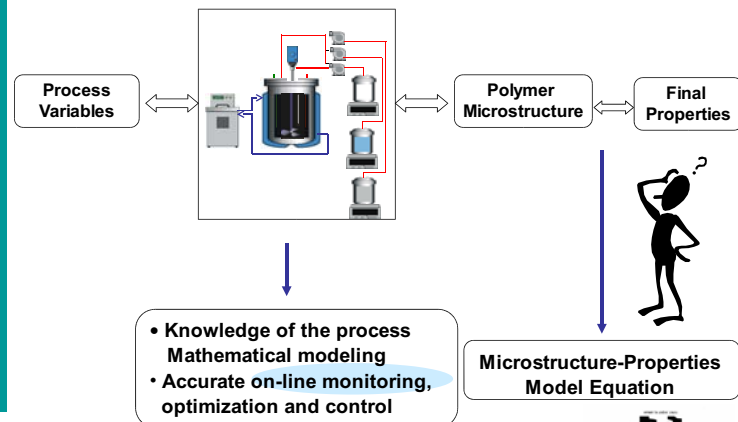 Process
Variables
Polymer
Microstructure
Final
Properties
?
• Knowledge of the process
Mathematical modeling
• Accurate on-line monitoring,
optimization and control
Microstructure-Properties
Model Equation